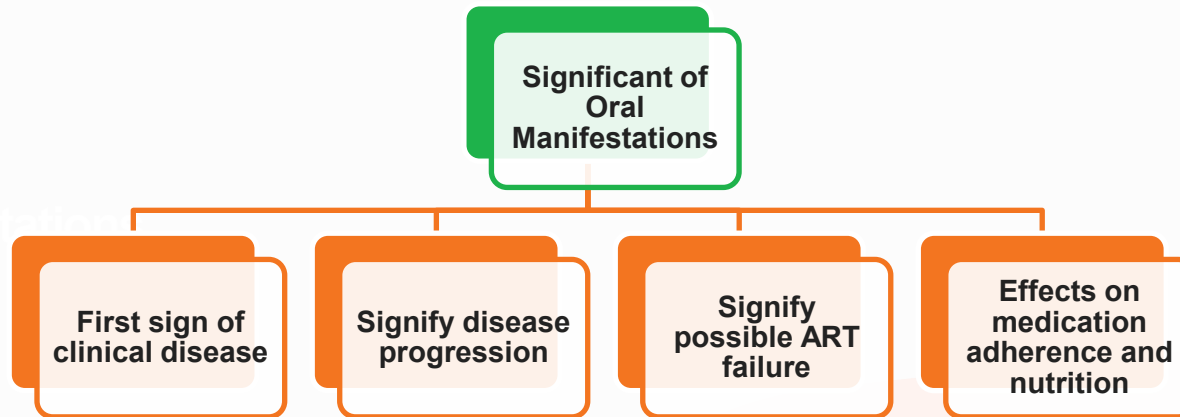 Significant of
Oral
Manifestations
First sign of
clinical disease
Signify disease
progression
Signify
possible ART
failure
Effects on
medication
adherence and
nutrition